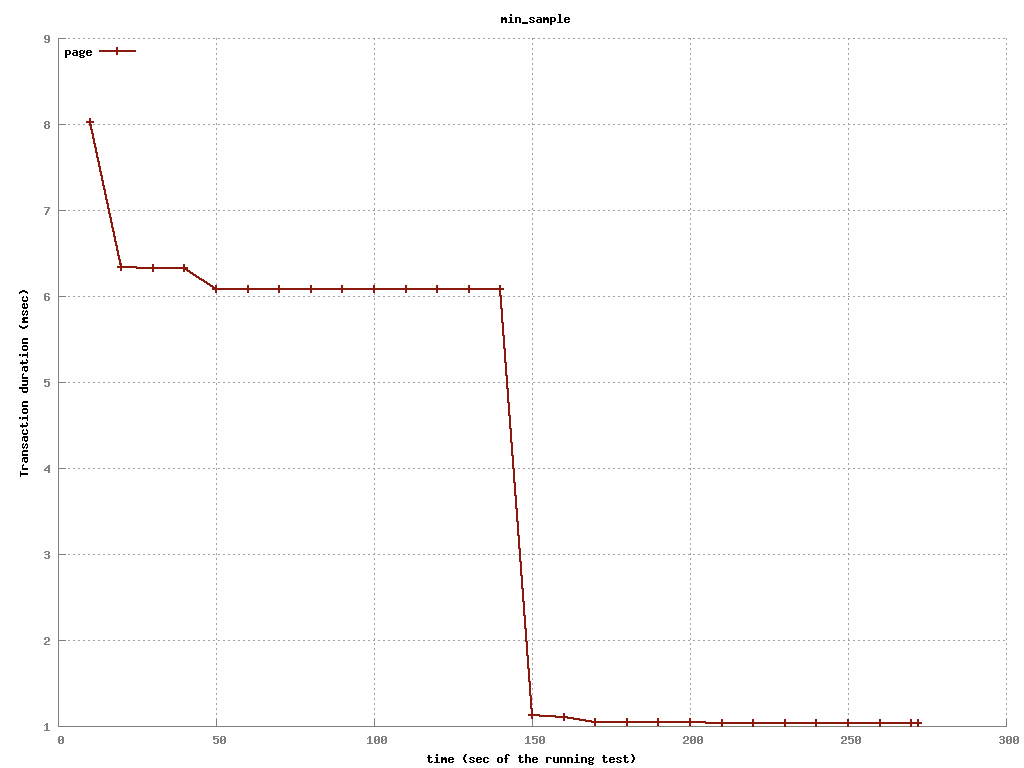 min_sample
page
9
8
7
6
5
4
3
2
1
Transaction duration (msec)
0 50 100 150 200 250 300
time (sec of the running test)